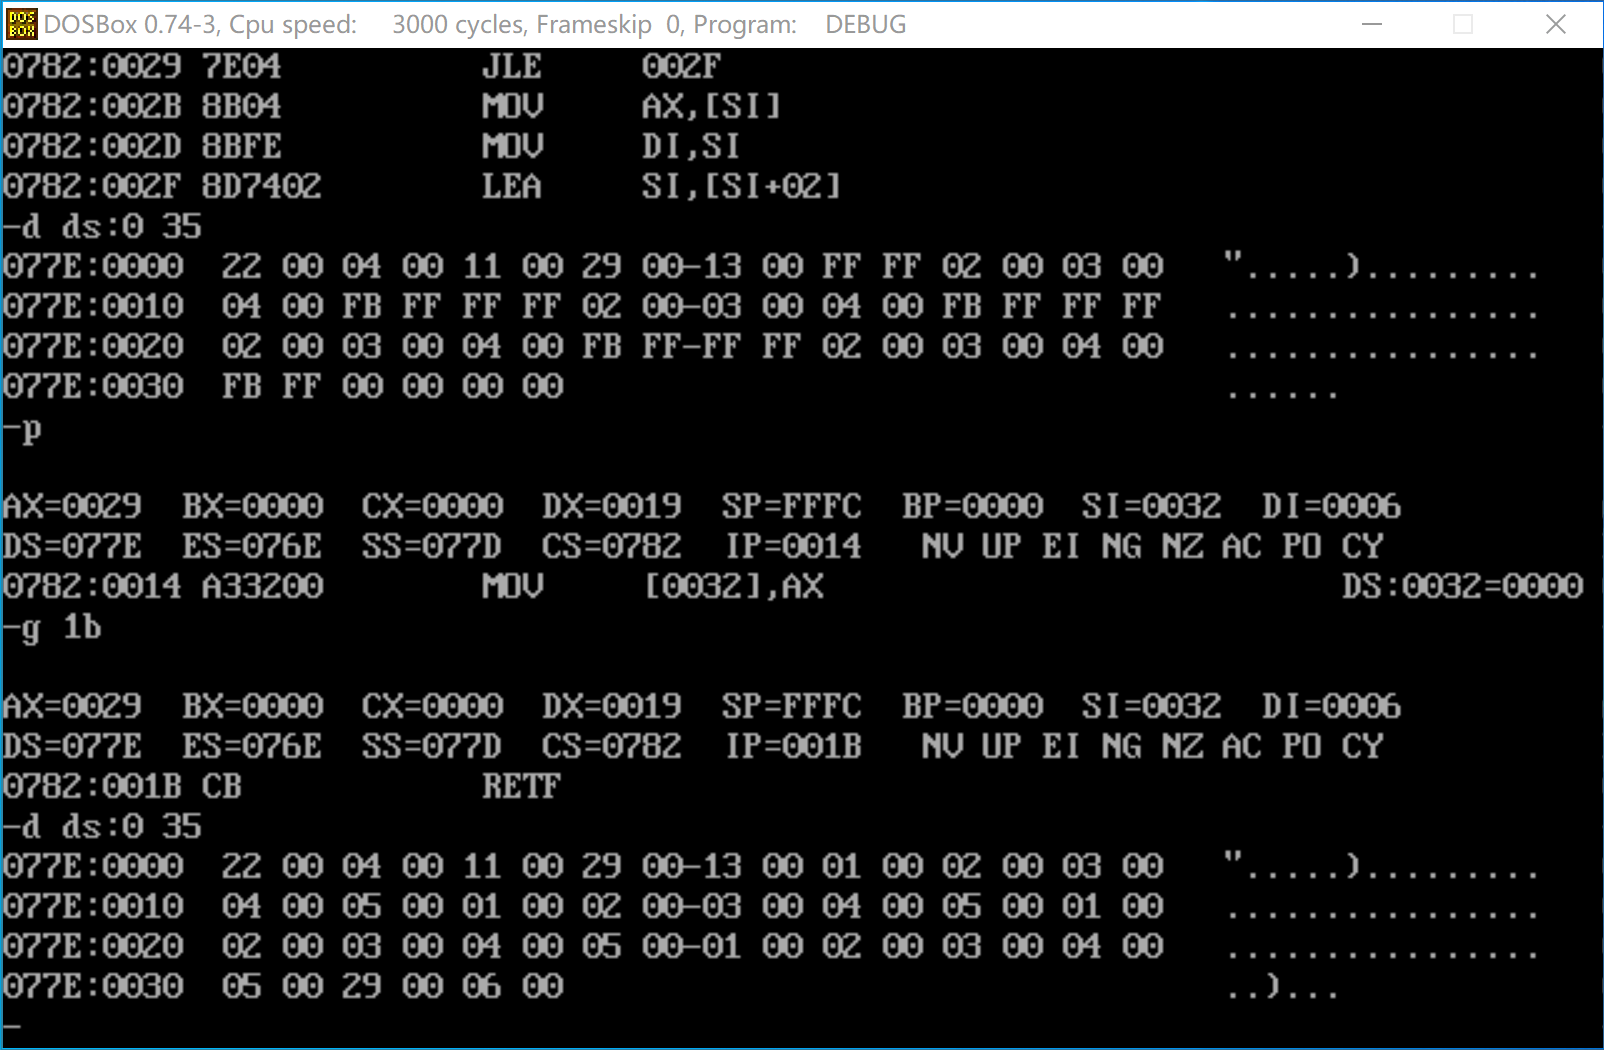 DOS BOX DOSBox 0.74-3, Cpu speed: 3000 cycles, Frameskip 0, Program: DEBUG
0782:0029 7E04 JLE 002F
0782:002B 8B04 MOV AX,[SI]
0782:002D 8BFE MOV DI,SI
0782:002F 8D7402 LEA SI,[SI+02]
-d ds:0 35
077E:0000 22 00 04 00 11 00 29 00-13 00 FF FF 02 00 03 00 ".....).........
077E:0010 04 00 FB FF FF FF 02 00-03 00 04 00 FB FF FF FF ................
077E:0020 02 00 03 00 04 00 FB FF-FF FF 02 00 03 00 04 00 ................
077E:0030 FB FF 00 00 00 00 ......
-p
AX=0029 BX=0000 CX=0000 DX=0019 SP=FFFC BP=0000 SI=0032 DI=0006
DS=077E ES=076E SS=077D CS=0782 IP=0014 NV UP EI NG NZ AC PO CY
0782:0014 A33200 MOV [0032],AX DS:0032=0000
-g 1b
AX=0029 BX=0000 CX=0000 DX=0019 SP=FFFC BP=0000 SI=0032 DI=0006
DS=077E ES=076E SS=077D CS=0782 IP=001B NV UP EI NG NZ AC PO CY
0782:001B CB RETF
-d ds:0 35
077E:0000 22 00 04 00 11 00 29 00-13 00 01 00 02 00 03 00 ".....).........
077E:0010 04 00 05 00 01 00 02 00-03 00 04 00 05 00 01 00 ................
077E:0020 02 00 03 00 04 00 05 00-01 00 02 00 03 00 04 00 ................
077E:0030 05 00 29 00 06 00 ..)...
-